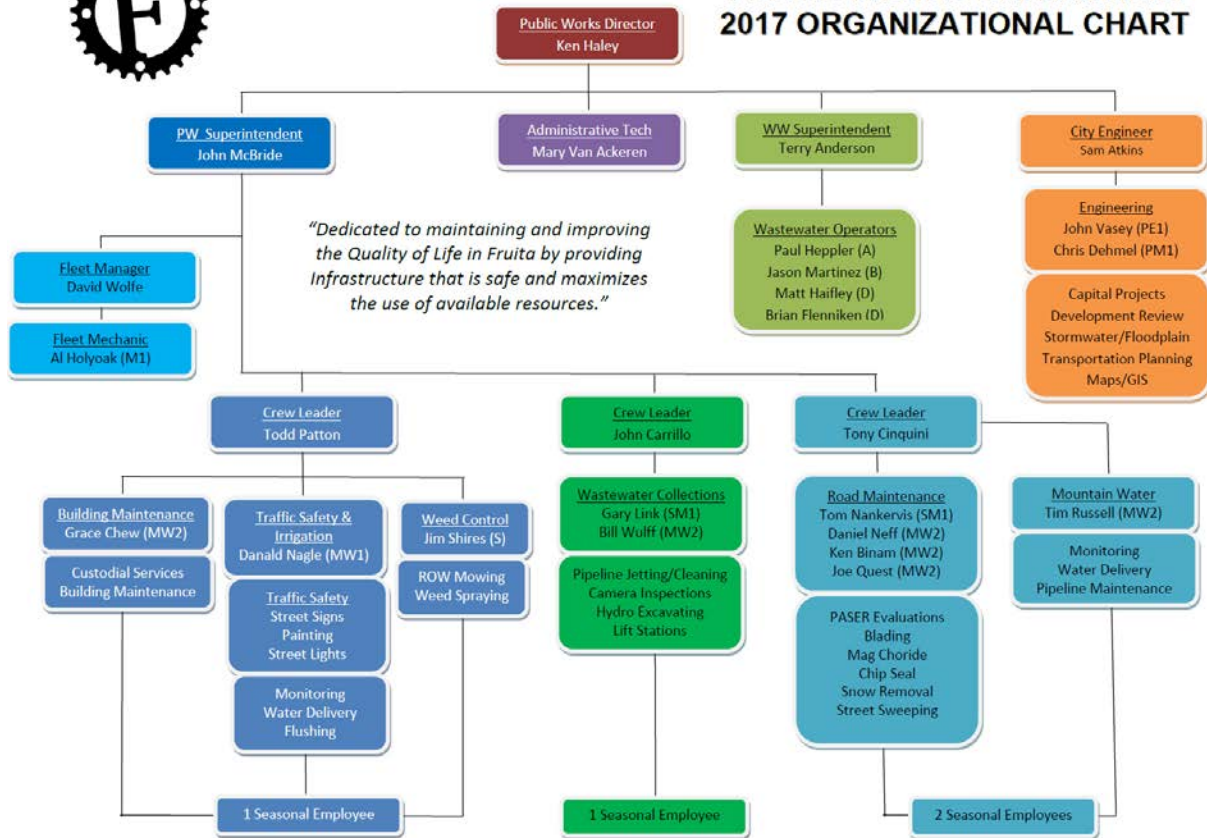 F
2017 ORGANIZATIONAL CHART
Public Works Director
Ken Haley
PW Superintendent
John McBride
Administrative Tech
Mary Van Ackeren
WW Superintendent
Terry Anderson
City Engineer
Sam Atkins
"Dedicated to maintaining and improving
the Quality of Life in Fruita by providing
Infrastructure that is safe and maximizes
the use of available resources."
Wastewater Operators
Paul Heppler (A)
Jason Martinez (B)
Matt Haifley (D)
Brian Flenniken (D)
Engineering
John Vasey (PE1)
Chris Dehmel (PM1)
Capital Projects
Development Review
Stormwater/Floodplain
Transportation Planning
Maps/GIS
Fleet Manager
David Wolfe
Fleet Mechanic
Al Holyoak (M1)
Crew Leader
Todd Patton
Crew Leader
John Carrillo
Crew Leader
Tony Cinquini
Building Maintenance
Grace Chew (MW2)
Custodial Services
Building Maintenance
Traffic Safety &
Irrigation
Danald Nagle (MW1)
Traffic Safety
Street Signs
Painting
Street Lights
Monitoring
Water Delivery
Flushing
Weed Control
Jim Shires (S)
ROW Mowing
Weed Spraying
Wastewater Collections
Gary Link (SM1)
Bill Wulff (MW2)
Pipeline Jetting/Cleaning
Camera Inspections
Hydro Excavating
Lift Stations
Road Maintenance
Tom Nankervis (SM1)
Daniel Neff (MW2)
Ken Binam (MW2)
Joe Quest (MW2)
PASER Evaluations
Blading
Mag Choride
Chip Seal
Snow Removal
Street Sweeping
Mountain Water
Tim Russell (MW2)
Monitoring
Water Delivery
Pipeline Maintenance
1 Seasonal Employee
1 Seasonal Employee
2 Seasonal Employees